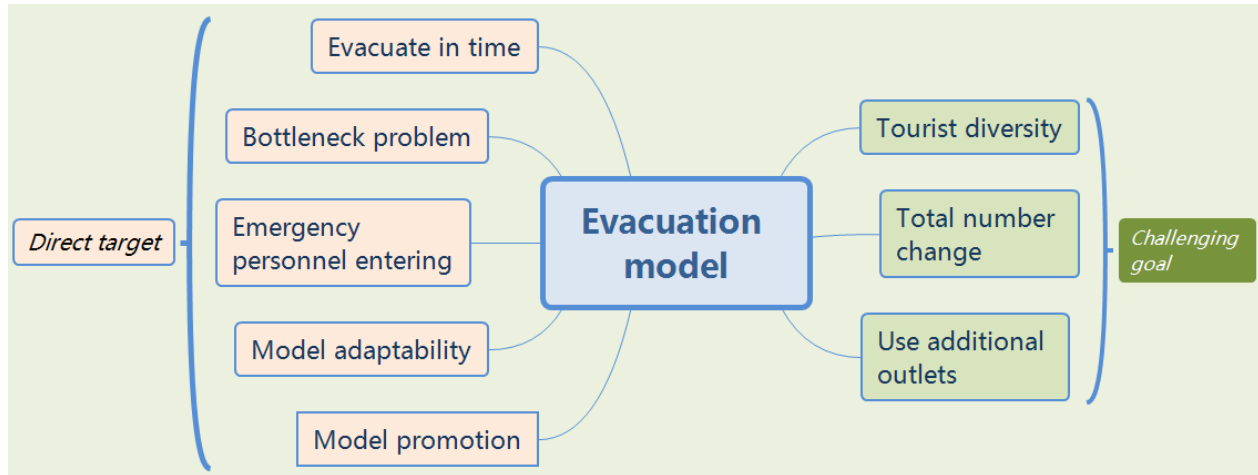 Direct target
Evacuate in time
Bottleneck problem
Emergency
personnel entering
Model adaptability
Model promotion
Evacuation
model
Tourist diversity
Total number
change
Use additional
outlets
Challenging
goal